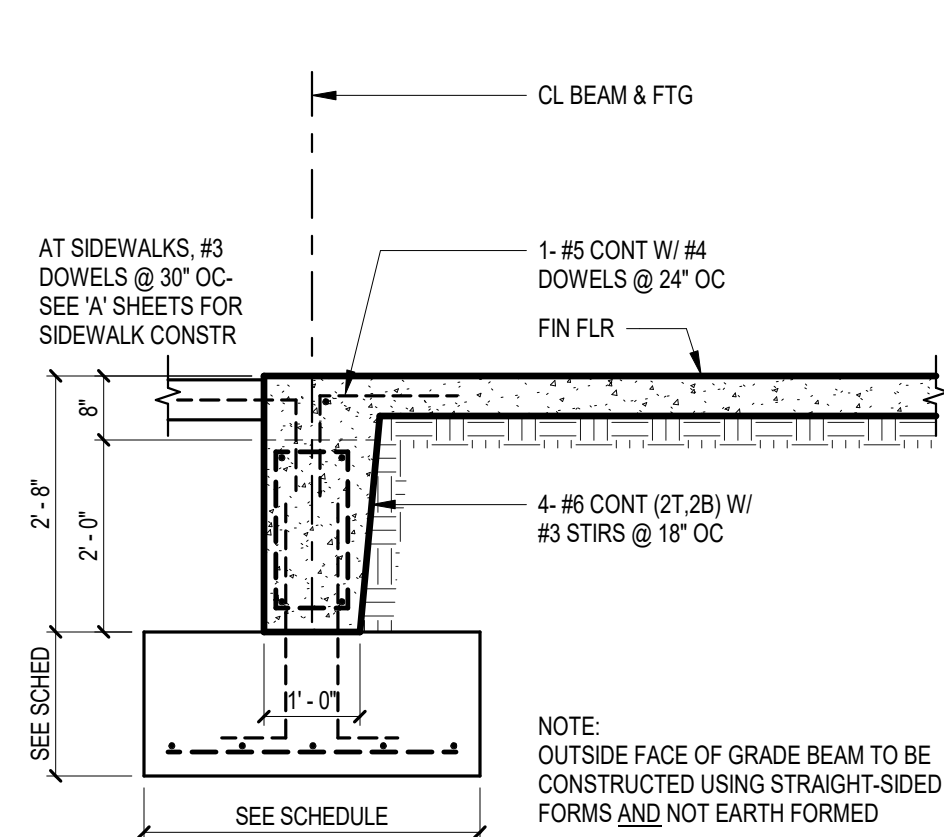 CL BEAM & FTG
AT SIDEWALKS, #3
DOWELS @ 30" OC-
SEE 'A' SHEETS FOR
SIDEWALK CONSTR
1- #5 CONT W/ #4
DOWELS @ 24" OC
FIN FLR
8"
2' - 8"
2' - 0"
4- #6 CONT (2T,2B) W/
#3 STIRS @ 18" OC
SEE SCHED
1' - 0"
SEE SCHEDULE
NOTE:
OUTSIDE FACE OF GRADE BEAM TO BE
CONSTRUCTED USING STRAIGHT-SIDED
FORMS AND NOT EARTH FORMED